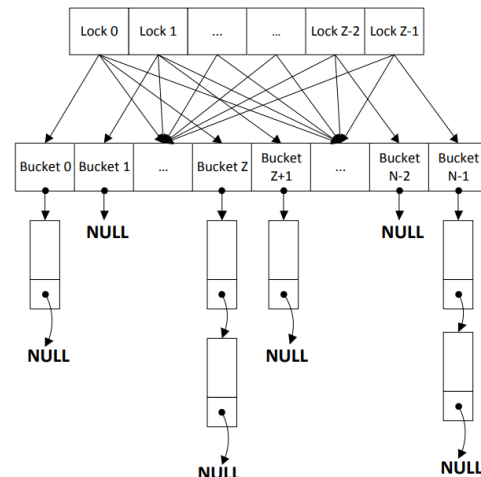 Lock 0 Lock 1 ... ... Lock Z-2 Lock Z-1
Bucket 0 Bucket 1 ... Bucket Z Bucket Z+1 ... Bucket N-2 Bucket N-1
NULL NULL
NULL NULL
NULL NULL